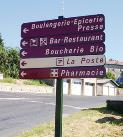 Boulangerie-Epicerie
Presse
Bar-Restaurant
Boucherie Bio
La Poste
Pharmacie